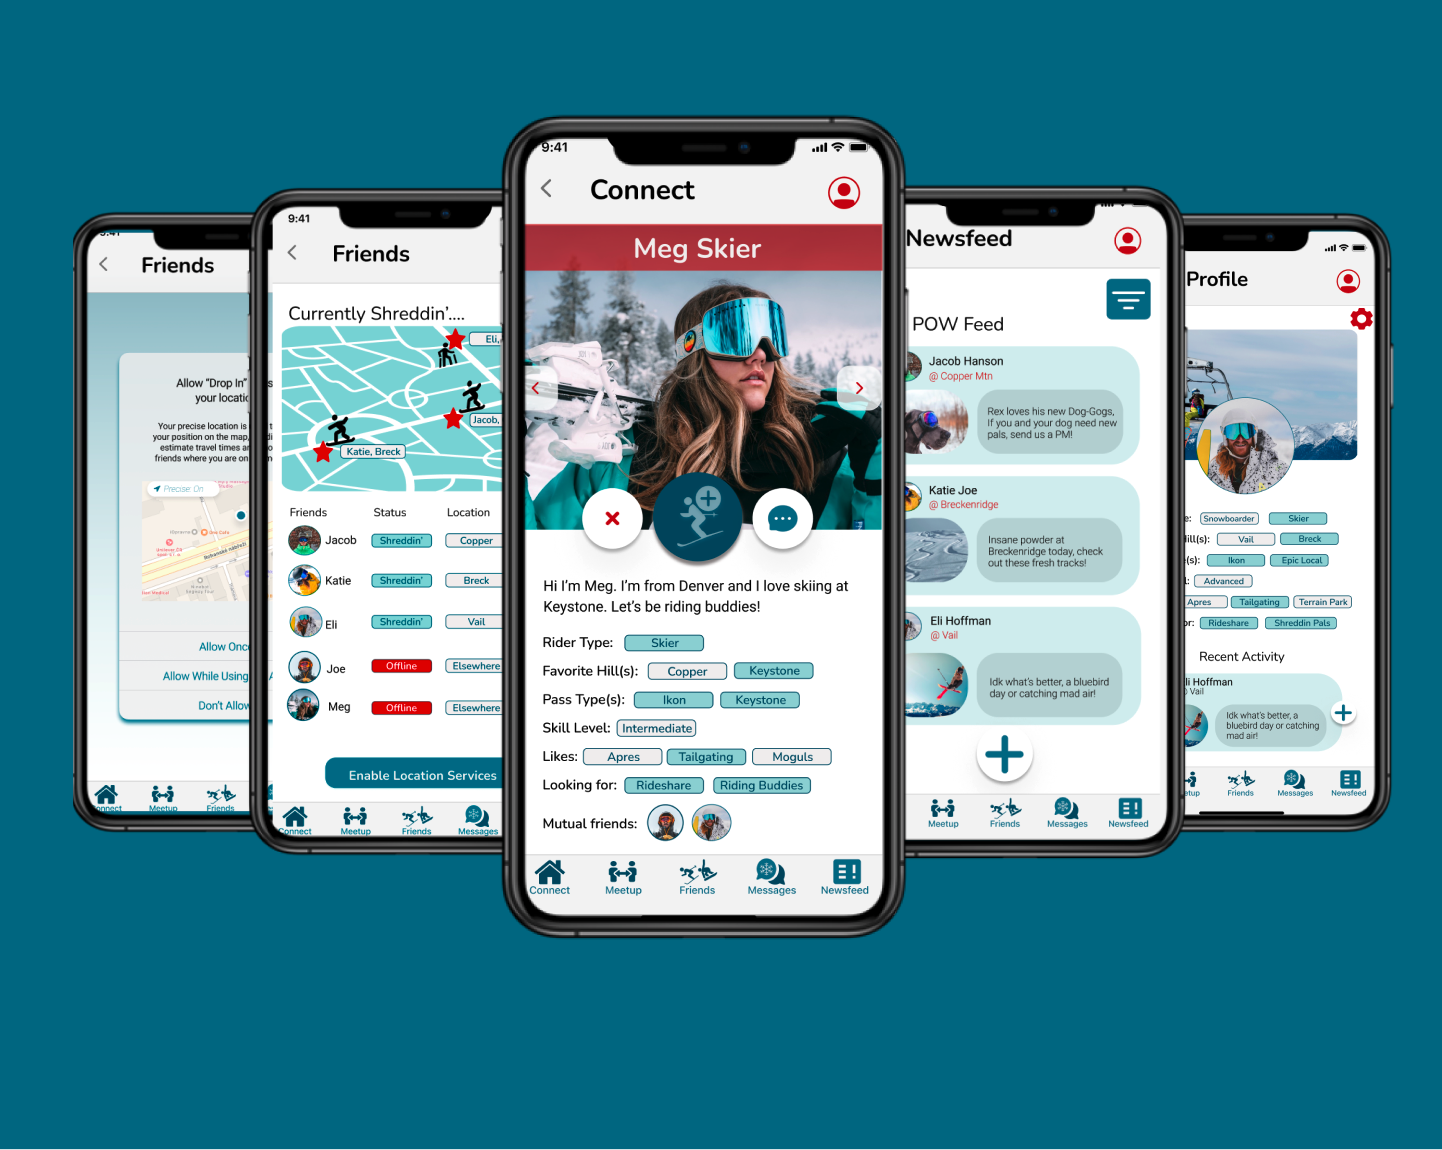 Friends
Allow “Drop In”
your locatio
Your precise location is
your position on the map,
estimate travel times ar
friends where you are on
Precise: On
Allow Once
Allow While Using
Don't Allow
Connect
Meetup
Friends
9:41
Friends
Currently Shreddin'....
Eli,
Jacob,
Katie, Breck
Friends Status Location
Jacob Shreddin' Copper
Katie Shreddin' Breck
Eli Shreddin' Vail
Joe Offline Elsewhere
Meg Offline Elsewhere
Enable Location Services
Connect Meetup Friends Messages
9:41
Connect
Meg Skier
Hi I'm Meg. I'm from Denver and I love skiing at
Keystone. Let's be riding buddies!
Rider Type: Skier
Favorite Hill(s): Copper Keystone
Pass Type(s): Ikon Keystone
Skill Level: Intermediate
Likes: Apres Tailgating Moguls
Looking for: Rideshare Riding Buddies
Mutual friends:
Connect Meetup Friends Messages Newsfeed
Newsfeed
POW Feed
Jacob Hanson
@ Copper Mtn
Rex loves his new Dog-Gogs,
If you and your dog need new
pals, send us a PM!
Katie Joe
@ Breckenridge
Insane powder at
Breckenridge today, check
out these fresh tracks!
Eli Hoffman
@ Vail
Idk what's better, a bluebird
day or catching mad air!
Meetup Friends Messages Newsfeed
Profile
e: Snowboarder Skier
Hill(s): Vail Breck
e(s): Ikon Epic Local
l: Advanced
Apres Tailgating Terrain Park
or: Rideshare Shreddin Pals
Recent Activity
Eli Hoffman
@ Vail
Idk what's better, a
bluebird day or catching
mad air!
etup Friends Messages Newsfeed